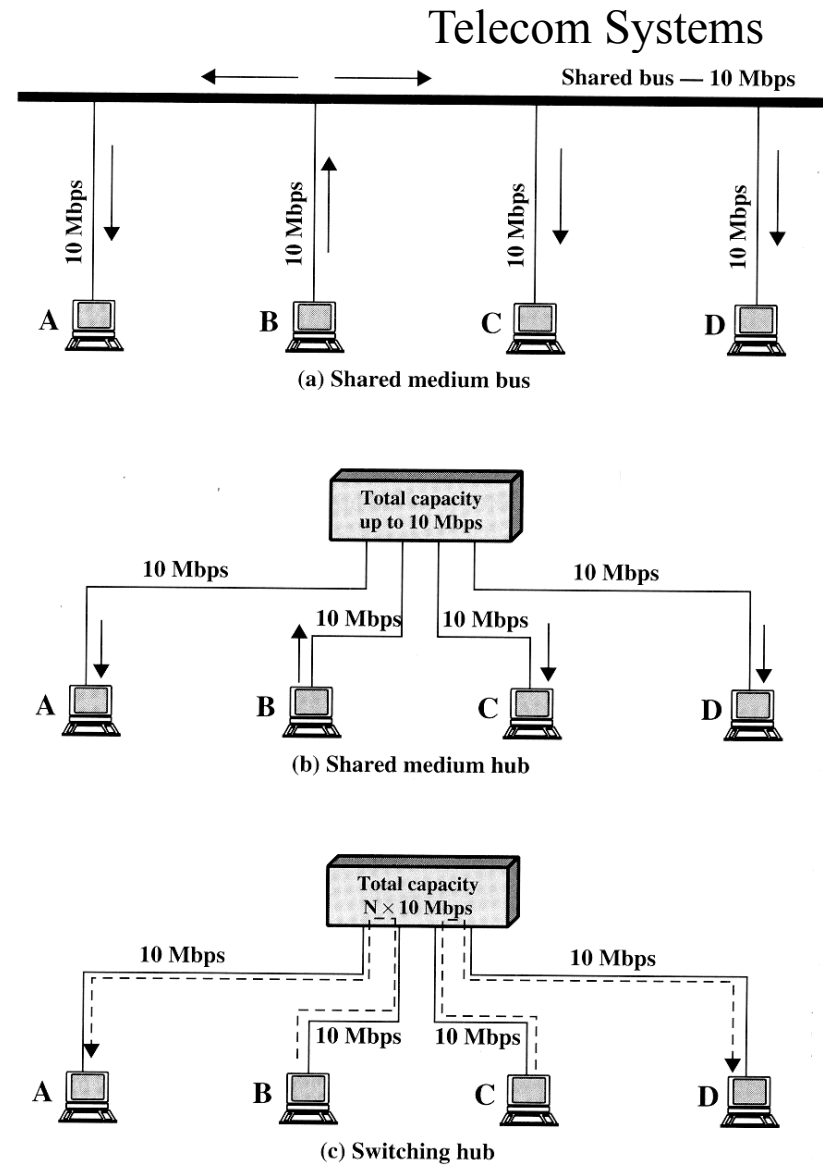 Telecom Systems
Shared bus — 10 Mbps
10 Mbps
10 Mbps
10 Mbps
10 Mbps
A
B
C
D
(a) Shared medium bus
Total capacity
up to 10 Mbps
10 Mbps
10 Mbps
10 Mbps
10 Mbps
A
B
C
D
(b) Shared medium hub
Total capacity
N × 10 Mbps
10 Mbps
10 Mbps
10 Mbps
10 Mbps
A
B
C
D
(c) Switching hub